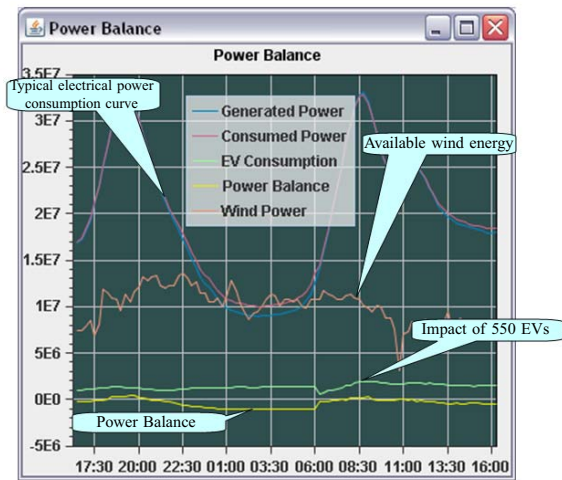 Power Balance
Power Balance
3.5E7
Typical electrical power
consumption curve
3E7
Generated Power
Consumed Power
Available wind energy
2.5E7
EV Consumption
Power Balance
2E7
Wind Power
1.5E7
1E7
Impact of 550 EVs
5E6
0E0
Power Balance
-5E6
17:30 20:00 22:30 01:00 03:30 06:00 08:30 11:00 13:30 16:00